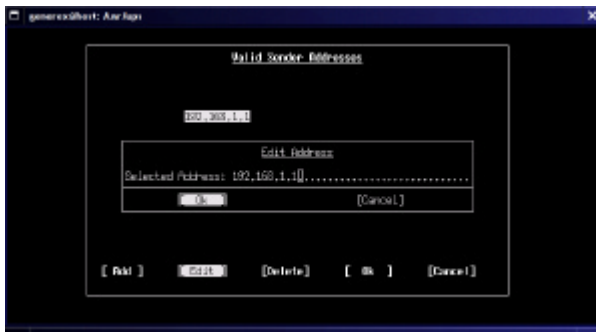 Valid Sender Addresses
192.168.1.1
Edit Address
Selected Address: 192.168.1.1
[ Ok ] [Cancel]
[ Add ] [ Edit ] [Delete] [ Ok ] [Cancel]